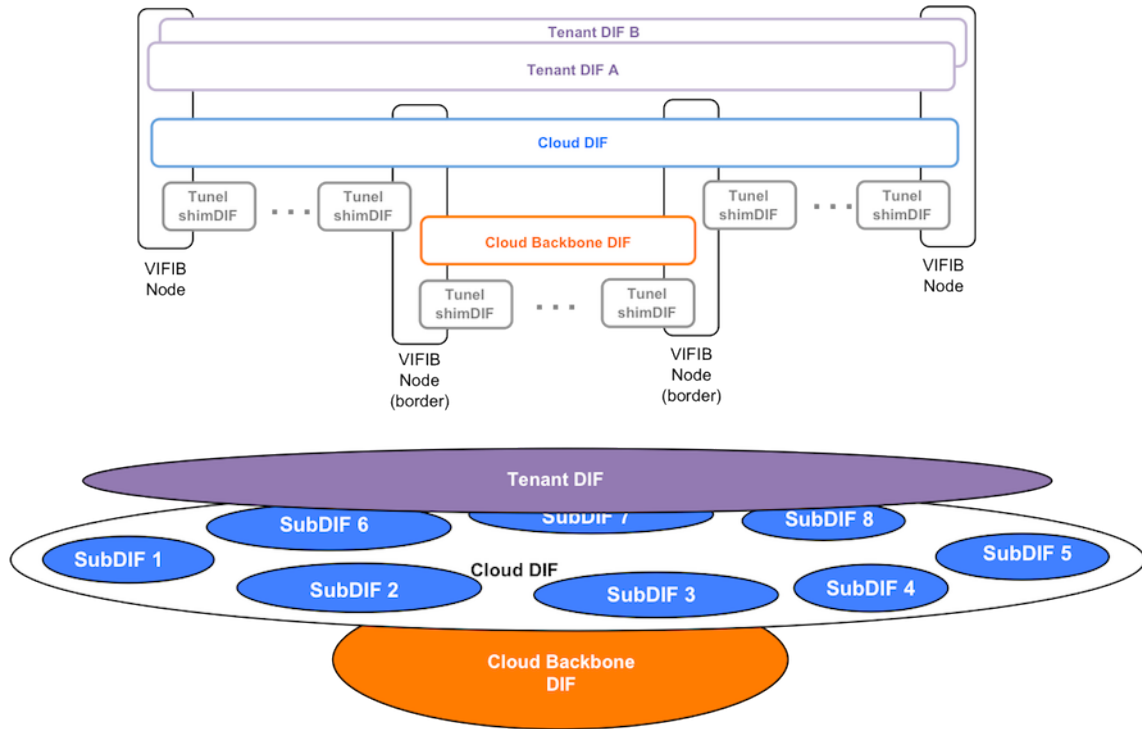 Tenant DIF B
Tenant DIF A
Cloud DIF
Tunel
shimDIF
...
Tunel
shimDIF
Tunel
shimDIF
...
Tunel
shimDIF
Cloud Backbone DIF
VIFIB
Node
VIFIB
Node
Tunel
shimDIF
...
Tunel
shimDIF
VIFIB
Node
(border)
VIFIB
Node
(border)
Tenant DIF
SubDIF 6
SubDIF 7
SubDIF 8
SubDIF 1
Cloud DIF
SubDIF 5
SubDIF 2
SubDIF 3
SubDIF 4
Cloud Backbone
DIF